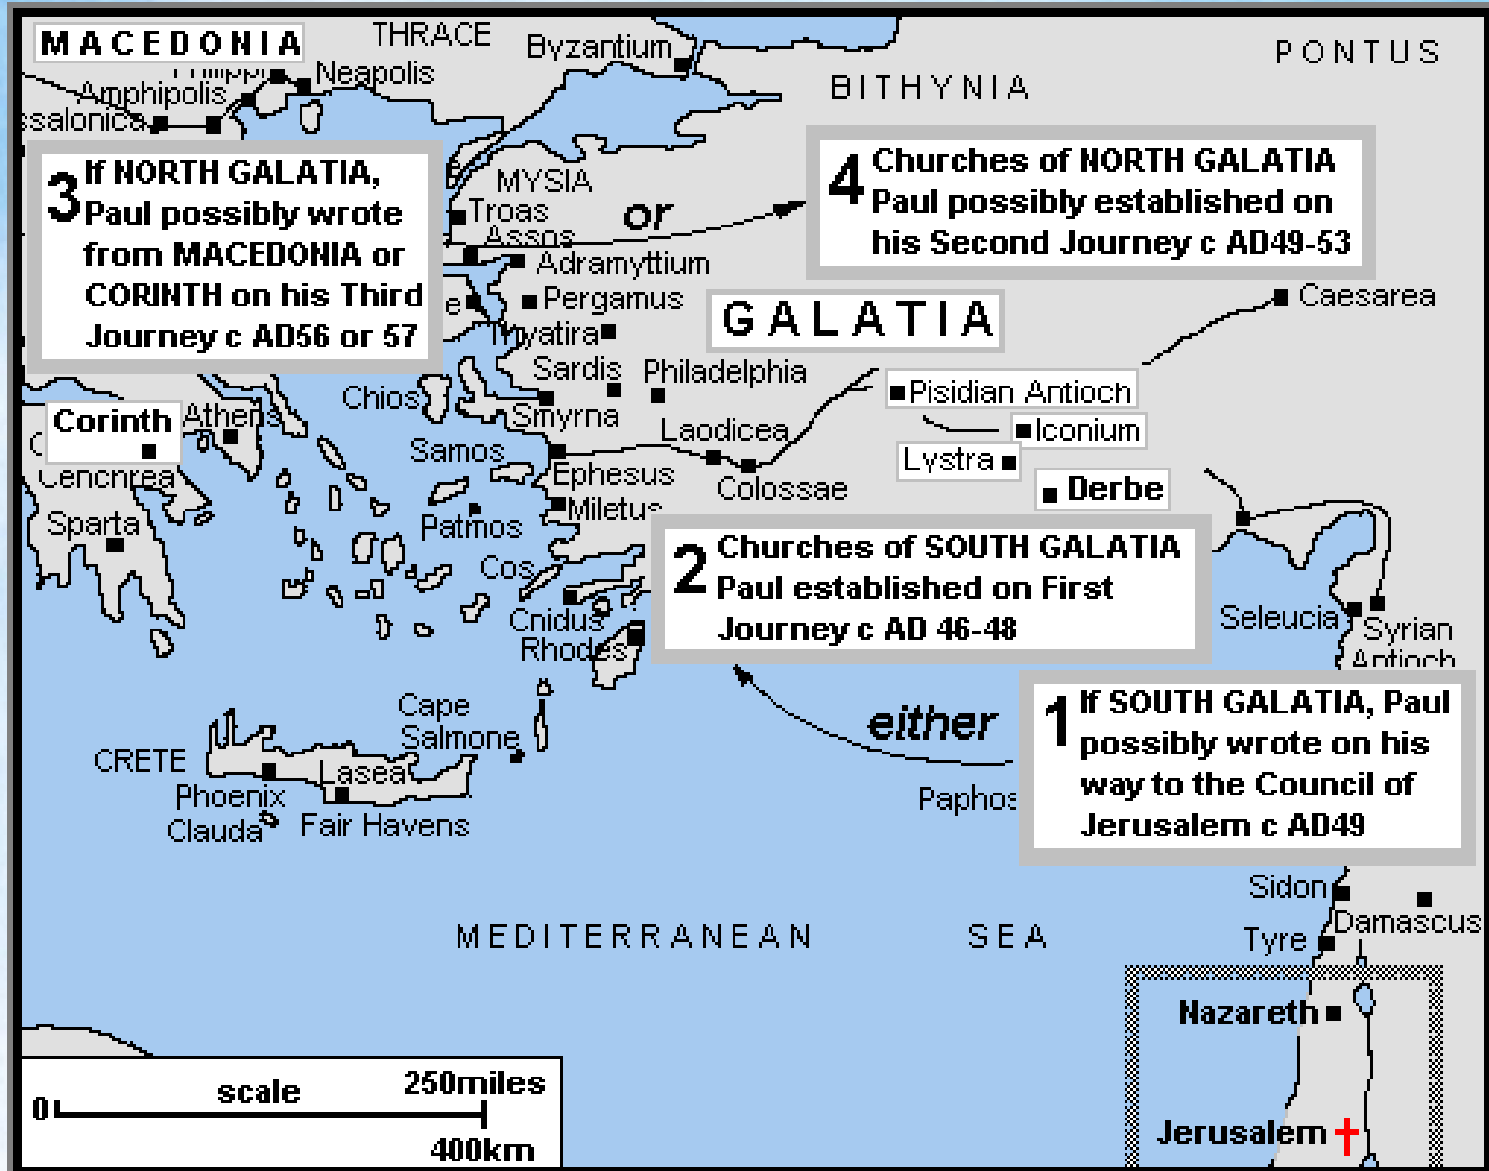 MACEDONIA
THRACE
Byzantium
PONTUS
Neapolis
BITHYNIA
Amphipolis
ssalonica
3 If NORTH GALATIA,
Paul possibly wrote
from MACEDONIA or
CORINTH on his Third
Journey c AD56 or 57
4 Churches of NORTH GALATIA
Paul possibly established on
his Second Journey c AD49-53
MYSIA
Troas
or
Assos
Adramyttium
Pergamus
e
GALATIA
Caesarea
Thyatira
Sardis
Philadelphia
Pisidian Antioch
Chios
Smyrna
Corinth
Athens
Laodicea
Iconium
Samos
Lystra
C
Cenchrea
Ephesus
Colossae
Derbe
Miletus
Sparta
Patmos
2 Churches of SOUTH GALATIA
Paul established on First
Journey c AD 46-48
Cos
Cnidus
Seleucia
Syrian
Antioch
Rhodes
1 If SOUTH GALATIA, Paul
possibly wrote on his
way to the Council of
Jerusalem c AD49
either
Cape
Salmone
CRETE
Lasea
Phoenix
Paphos
Clauda
Fair Havens
Sidon
Damascus
MEDITERRANEAN SEA
Tyre
Nazareth
scale 250miles
0
400km
Jerusalem